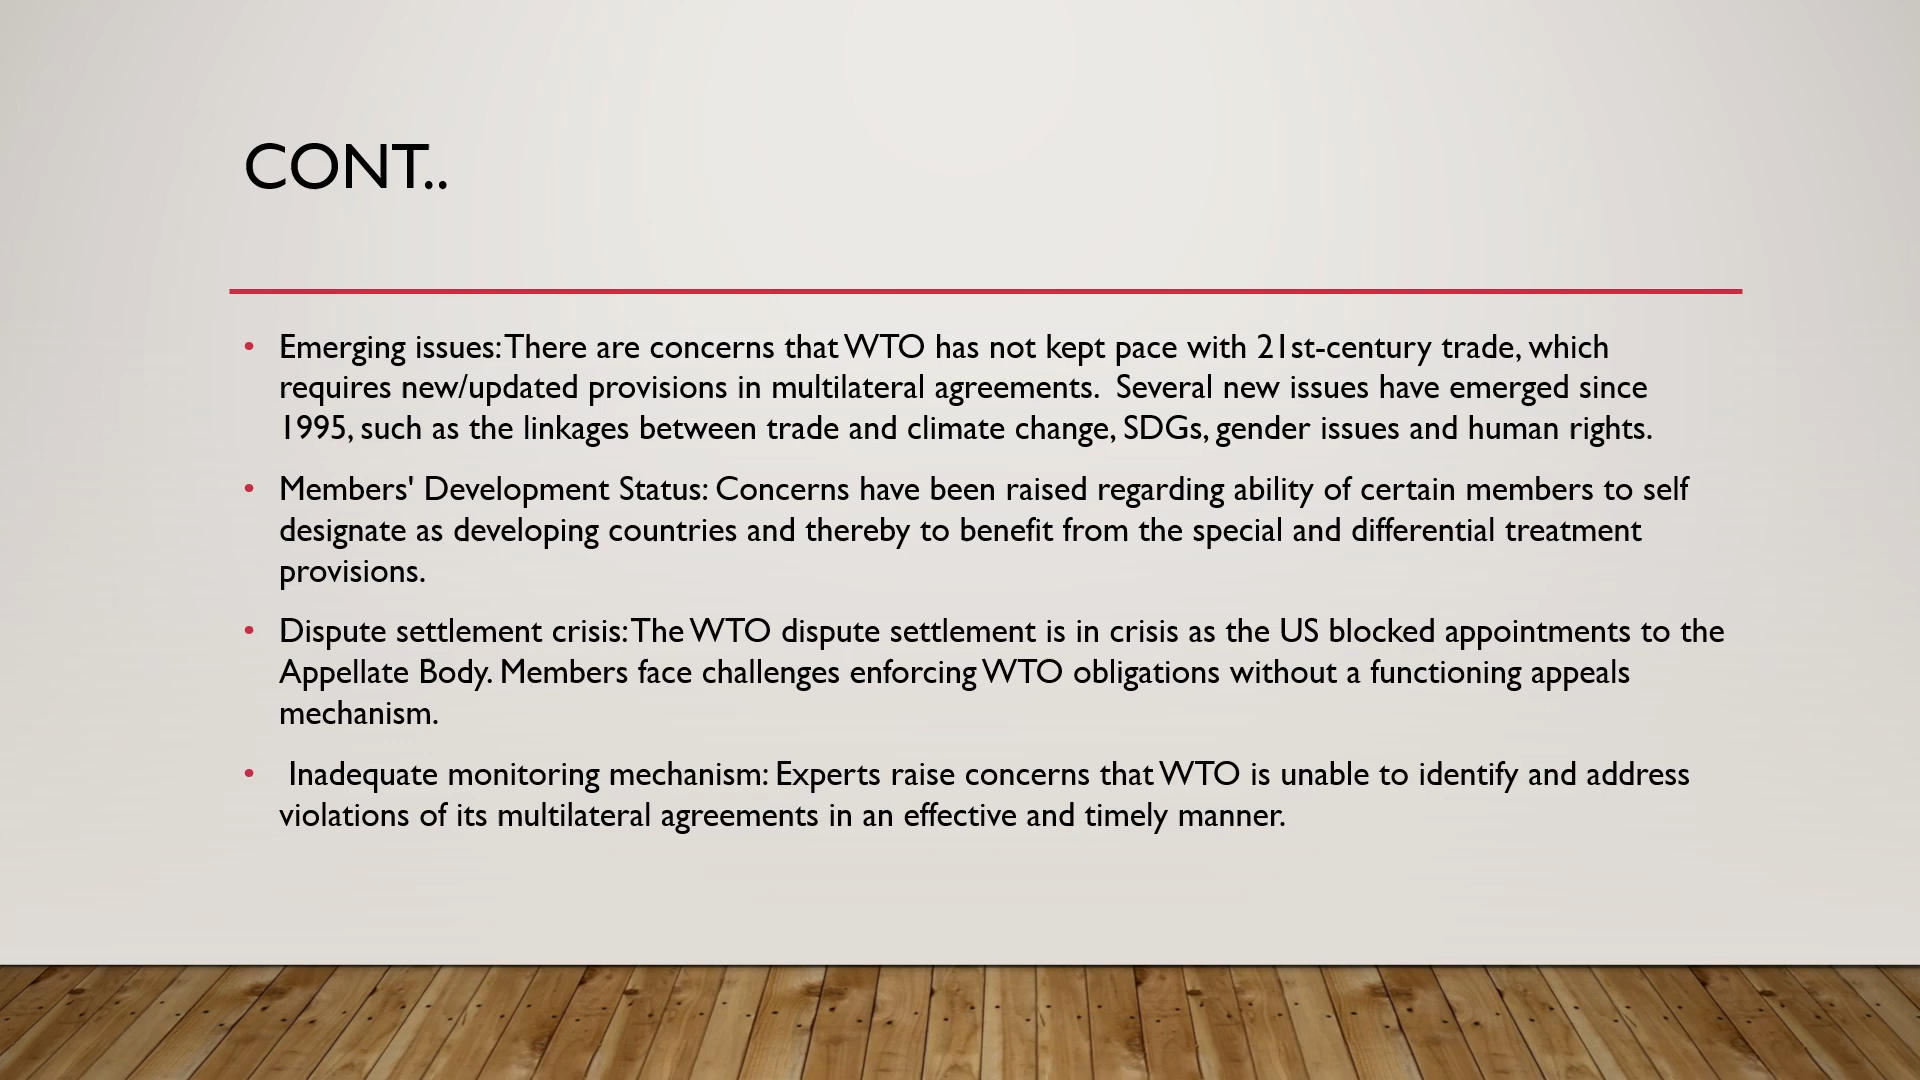 CONT..
• Emerging issues: There are concerns that WTO has not kept pace with 21st-century trade, which
requires new/updated provisions in multilateral agreements.  Several new issues have emerged since
1995, such as the linkages between trade and climate change, SDGs, gender issues and human rights.
• Members' Development Status: Concerns have been raised regarding ability of certain members to self
designate as developing countries and thereby to benefit from the special and differential treatment
provisions.
• Dispute settlement crisis: The WTO dispute settlement is in crisis as the US blocked appointments to the
Appellate Body. Members face challenges enforcing WTO obligations without a functioning appeals
mechanism.
• Inadequate monitoring mechanism: Experts raise concerns that WTO is unable to identify and address
violations of its multilateral agreements in an effective and timely manner.